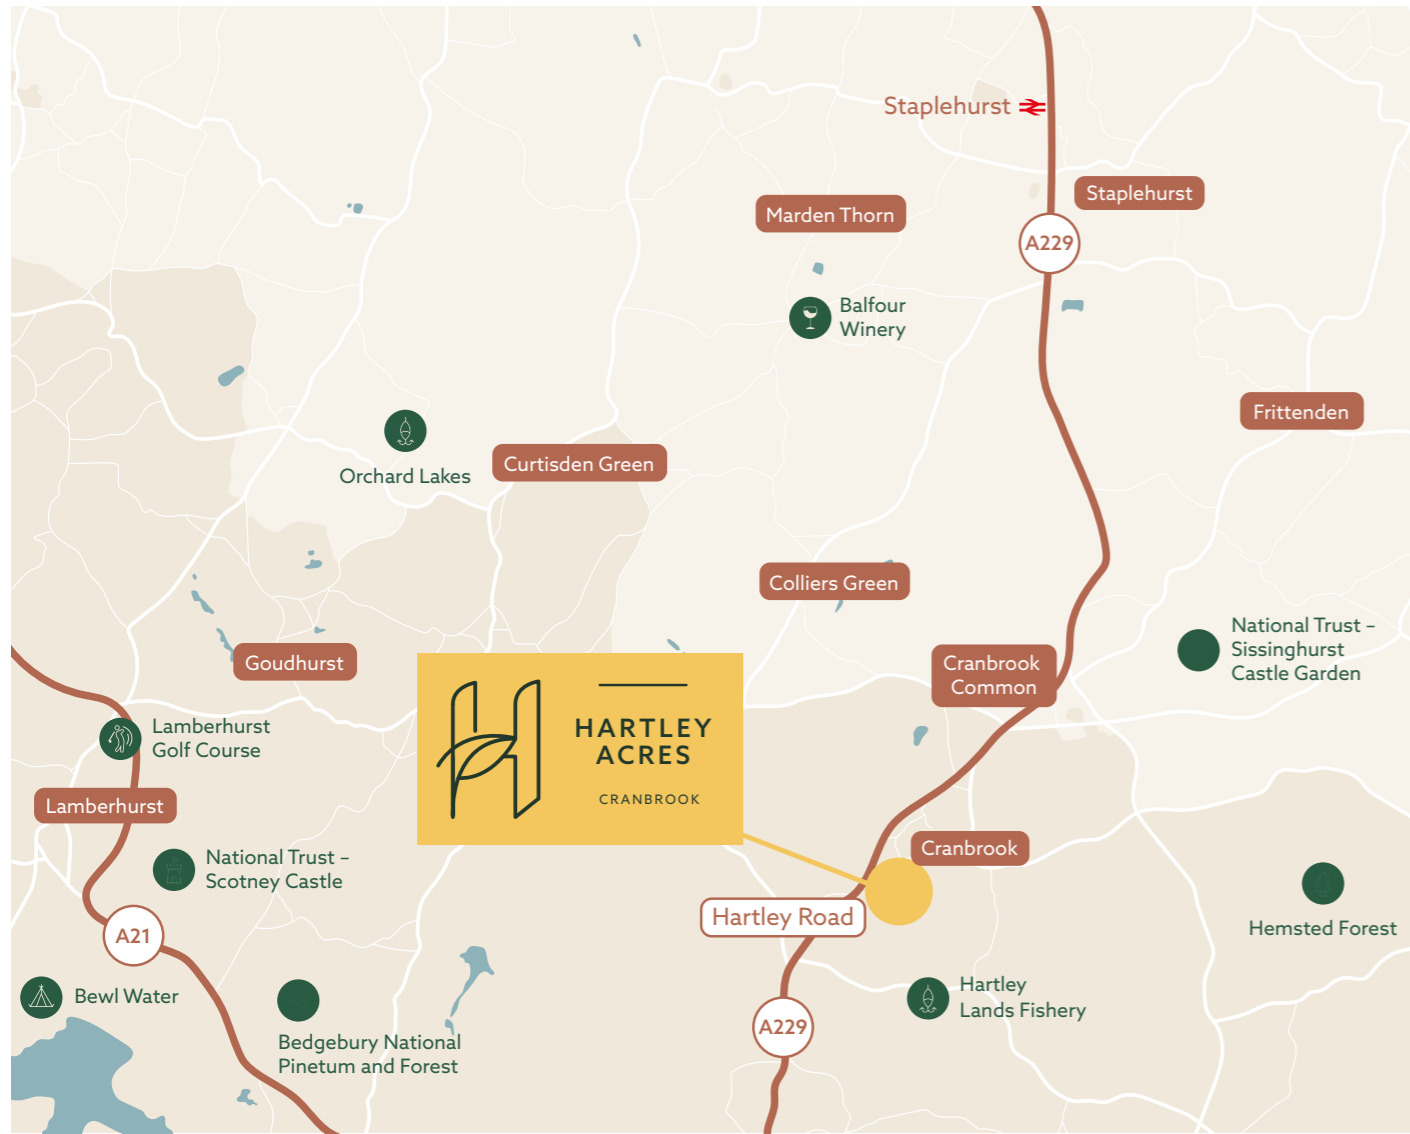 Staplehurst
Staplehurst
Marden Thorn
A229
Balfour
Winery
Frittenden
Orchard Lakes
Curtisden Green
Colliers Green
National Trust –
Sissinghurst
Castle Garden
Goudhurst
Cranbrook
Common
Lamberhurst
Golf Course
HARTLEY
ACRES
CRANBROOK
Lamberhurst
Cranbrook
National Trust –
Scotney Castle
Hartley Road
Hemsted Forest
A21
Bewl Water
Hartley
Lands Fishery
A229
Bedgebury National
Pinetum and Forest